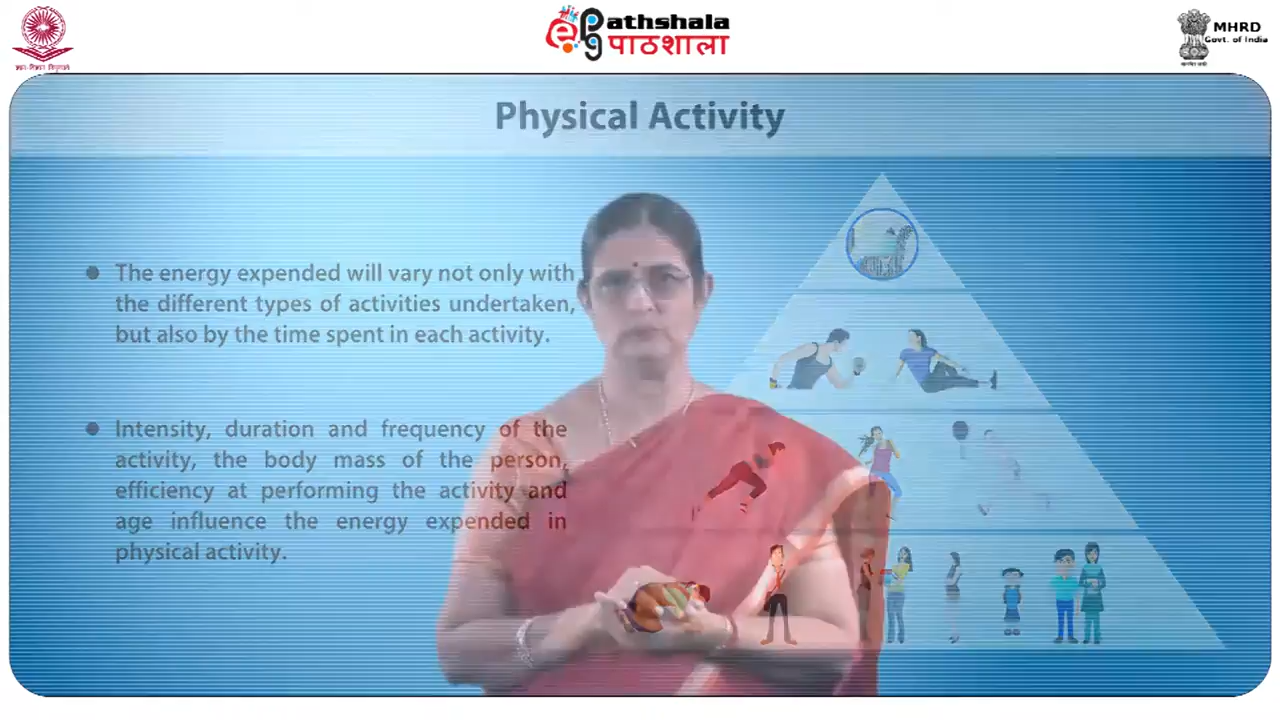 ePathshala
पाठशाला
MHRD
Govt. of India
Physical Activity
● The energy expended will vary not only with
the different types of activities undertaken,
but also by the time spent in each activity.
● Intensity, duration and frequency of the
activity, the body mass of the person,
efficiency at performing the activity and
age influence the energy expended in
physical activity.